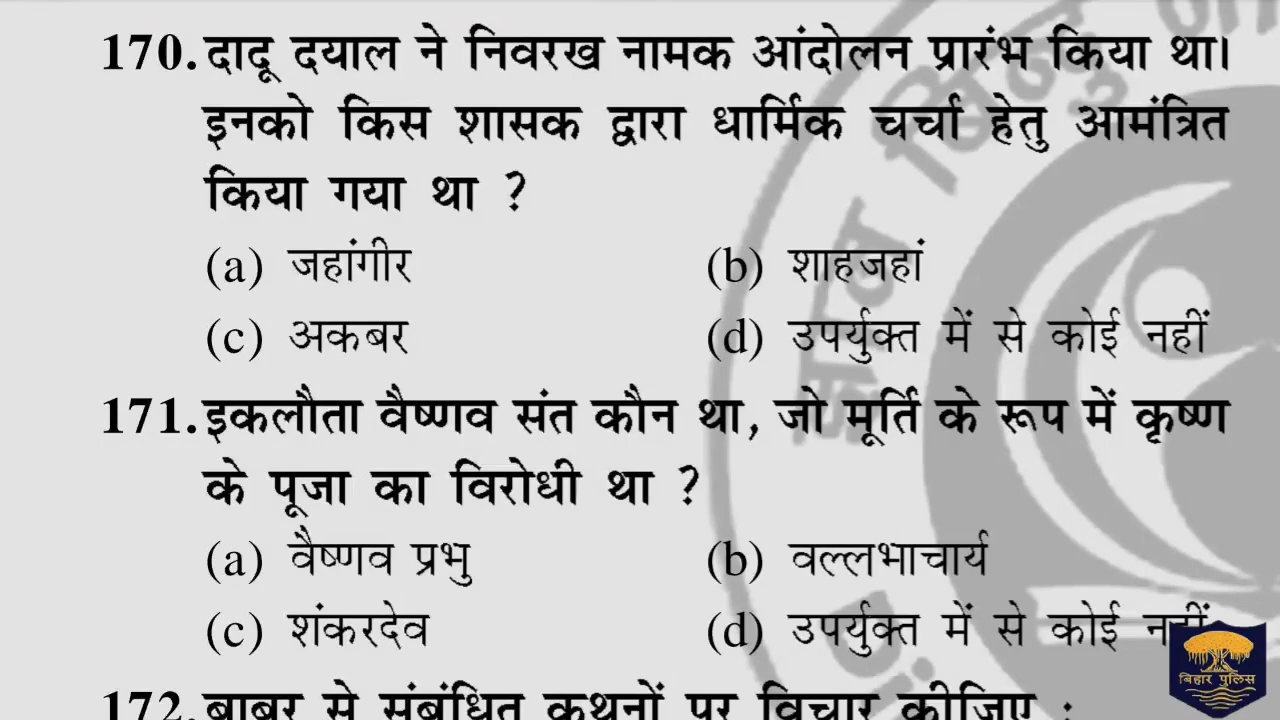 170. दादू दयाल ने निवरख नामक आंदोलन प्रारंभ किया था।
इनको किस शासक द्वारा धार्मिक चर्चा हेतु आमंत्रित
किया गया था ?
(a) जहांगीर (b) शाहजहां
(c) अकबर (d) उपर्युक्त में से कोई नहीं
171. इकलौता वैष्णव संत कौन था, जो मूर्ति के रूप में कृष्ण
के पूजा का विरोधी था ?
(a) वैष्णव प्रभु (b) वल्लभाचार्य
(c) शंकरदेव (d) उपर्युक्त में से कोई नहीं
बिहार पुलिस
172. बाबर से संबंधित कथनों पर विचार कीजिए :